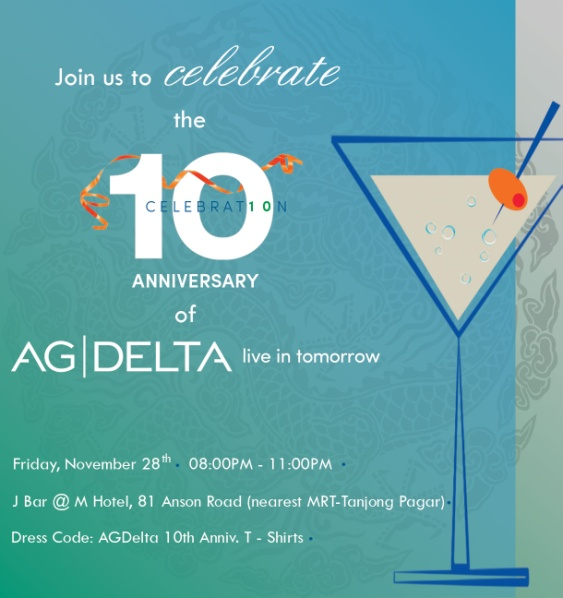 Join us to celebrate
the
10
CELEBRAT10N
ANNIVERSARY
of
AG|DELTA live in tomorrow
Friday, November 28th • 08:00PM - 11:00PM •
J Bar @ M Hotel, 81 Anson Road (nearest MRT-Tanjong Pagar)•
Dress Code: AGDelta 10th Anniv. T - Shirts •